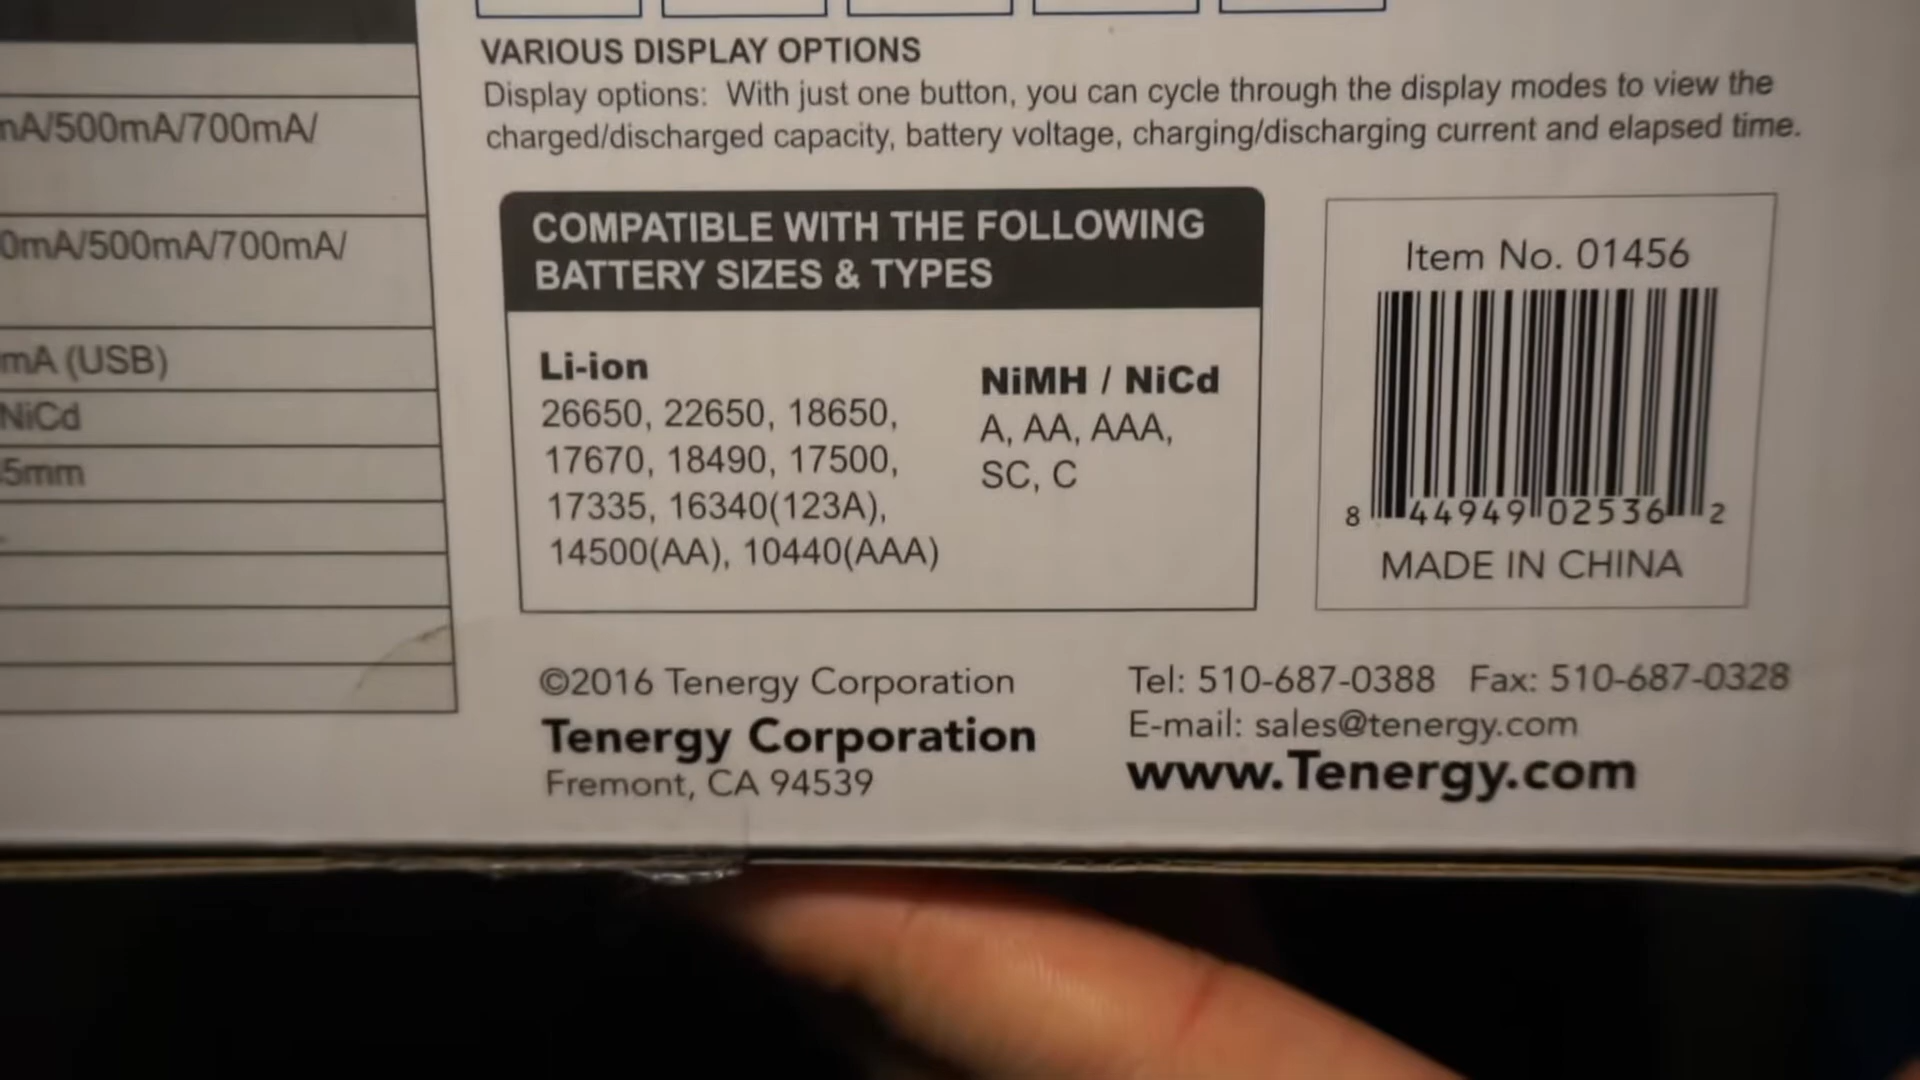 nA/500mA/700mA/
0mA/500mA/700mA/
mA (USB)
NiCd
5mm
VARIOUS DISPLAY OPTIONS
Display options: With just one button, you can cycle through the display modes to view the
charged/discharged capacity, battery voltage, charging/discharging current and elapsed time.
COMPATIBLE WITH THE FOLLOWING
BATTERY SIZES & TYPES
Li-ion
26650, 22650, 18650,
17670, 18490, 17500,
17335, 16340(123A),
14500(AA), 10440(AAA)
NiMH / NiCd
A, AA, AAA,
SC, C
Item No. 01456
8 44949 02536 2
MADE IN CHINA
©2016 Tenergy Corporation
Tenergy Corporation
Fremont, CA 94539
Tel: 510-687-0388 Fax: 510-687-0328
E-mail: sales@tenergy.com
www.Tenergy.com